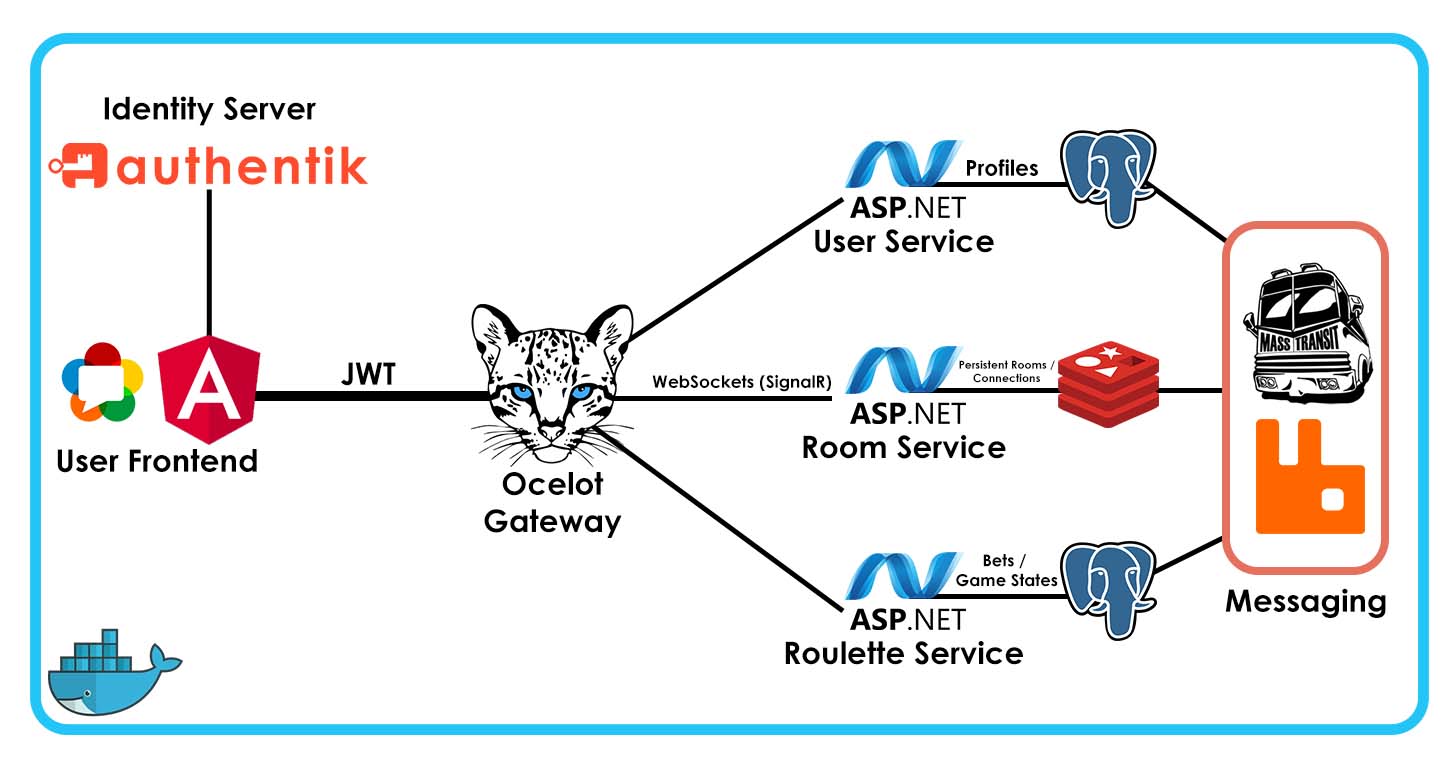 Identity Server
authentik
User Frontend
JWT
Ocelot
Gateway
ASP.NET
User Service
Profiles
WebSockets (SignalR)
ASP.NET
Room Service
Persistent Rooms /
Connections
ASP.NET
Roulette Service
Bets /
Game States
MASS TRANSIT
Messaging